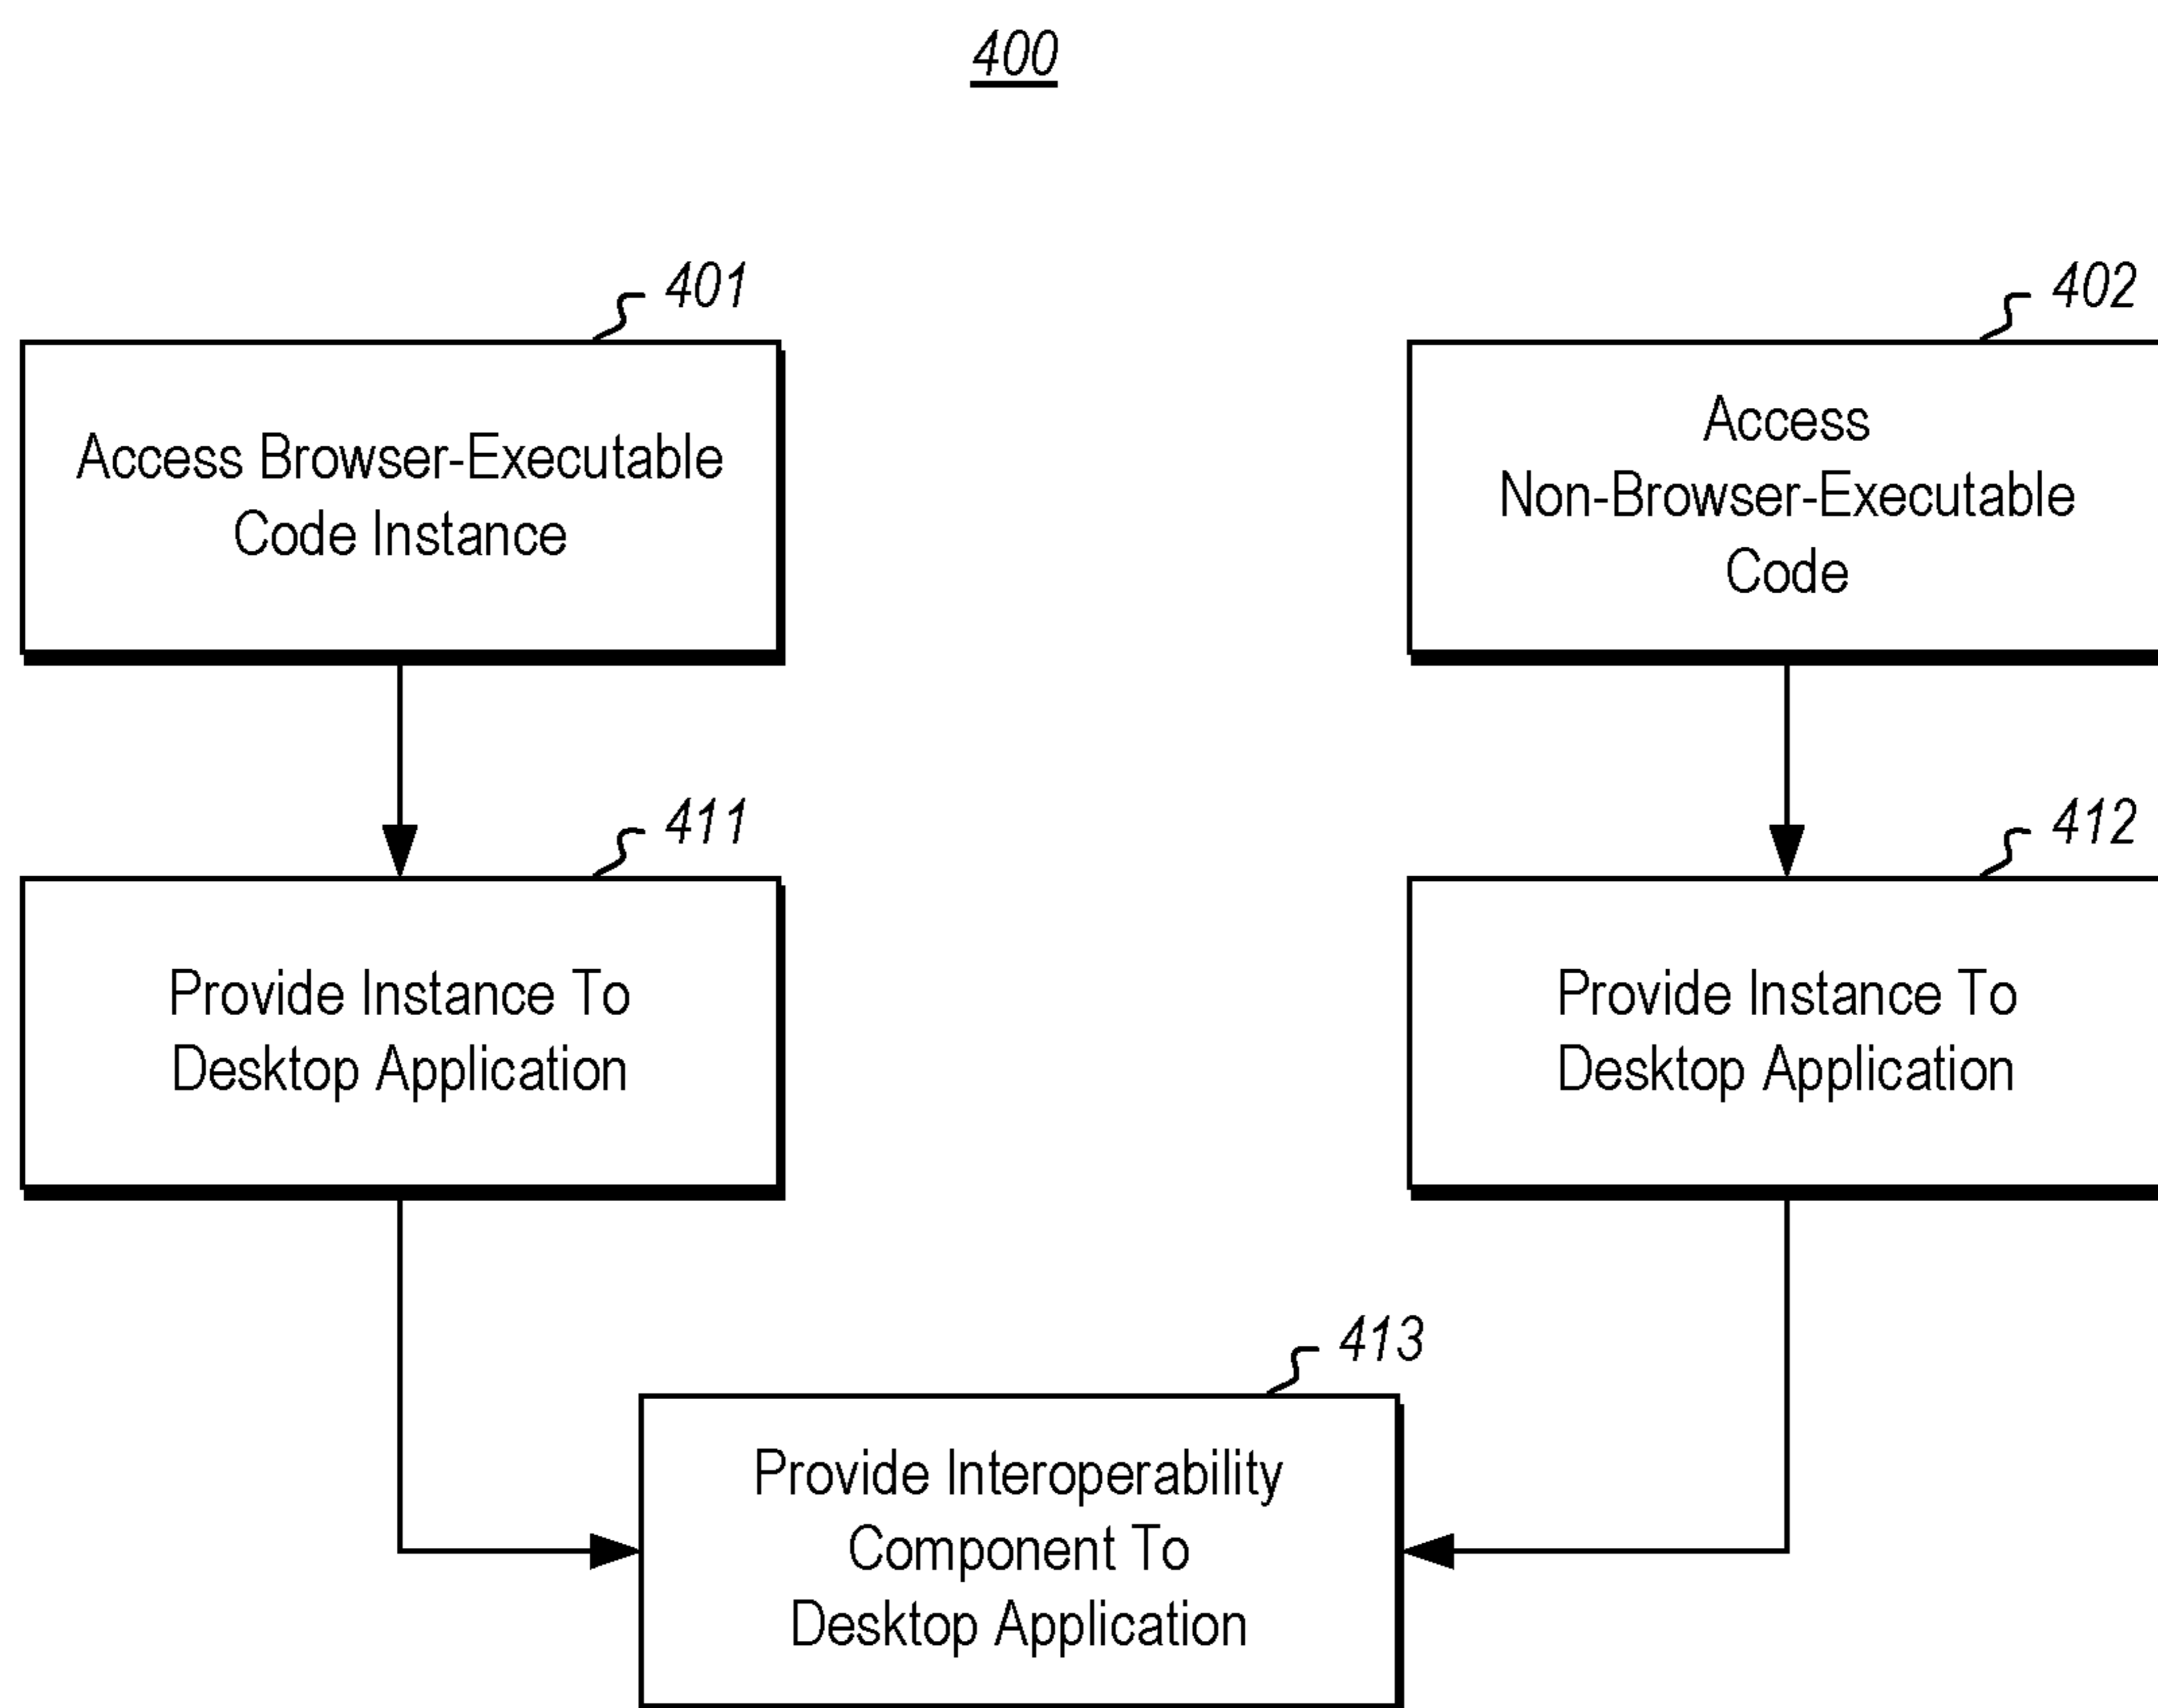 400
401
Access Browser-Executable
Code Instance
402
Access
Non-Browser-Executable
Code
411
Provide Instance To
Desktop Application
412
Provide Instance To
Desktop Application
413
Provide Interoperability
Component To
Desktop Application